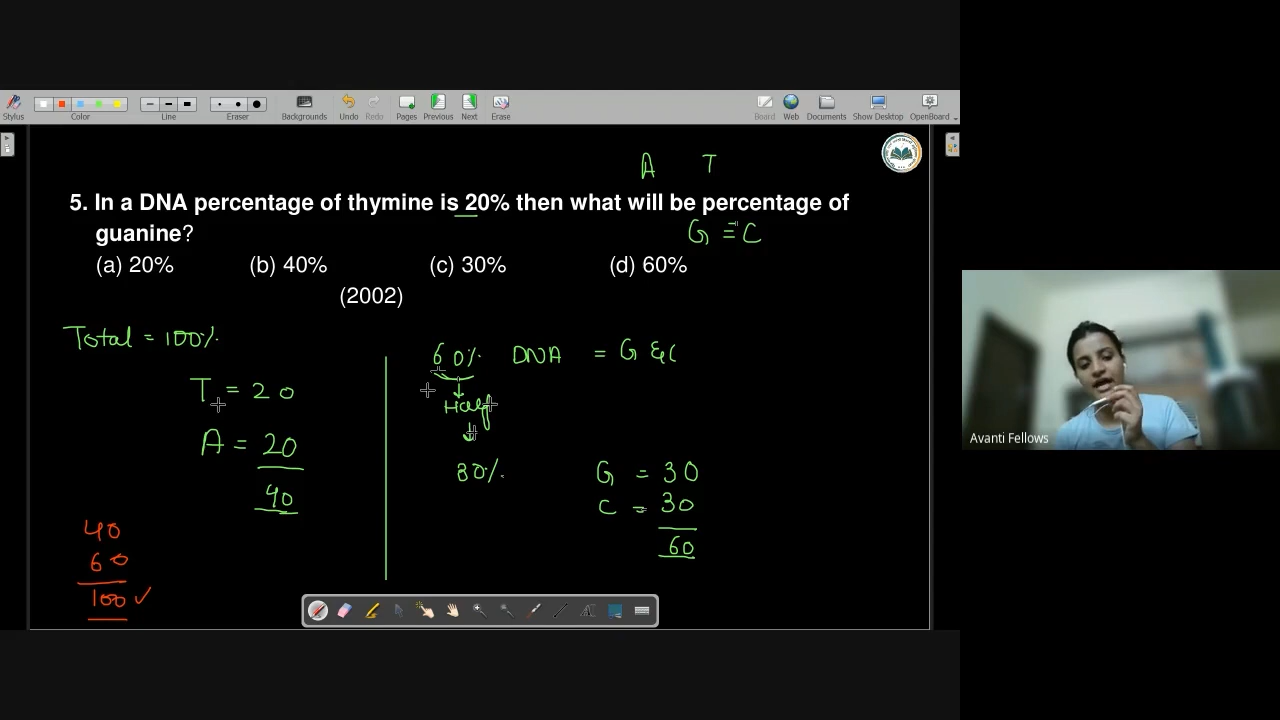 Stylus Color Line Eraser Backgrounds Undo Redo Pages Previous Next Erase Board Web Documents Show Desktop OpenBoard
A T
5. In a DNA percentage of thymine is 20% then what will be percentage of
guanine?
G ≡ C
(a) 20% (b) 40% (c) 30% (d) 60%
(2002)
Total = 100%
T = 20
A = 20
40
40
60
100 ✓
60% DNA = G & C
Half
30%
G = 30
C = 30
60
Avanti Fellows